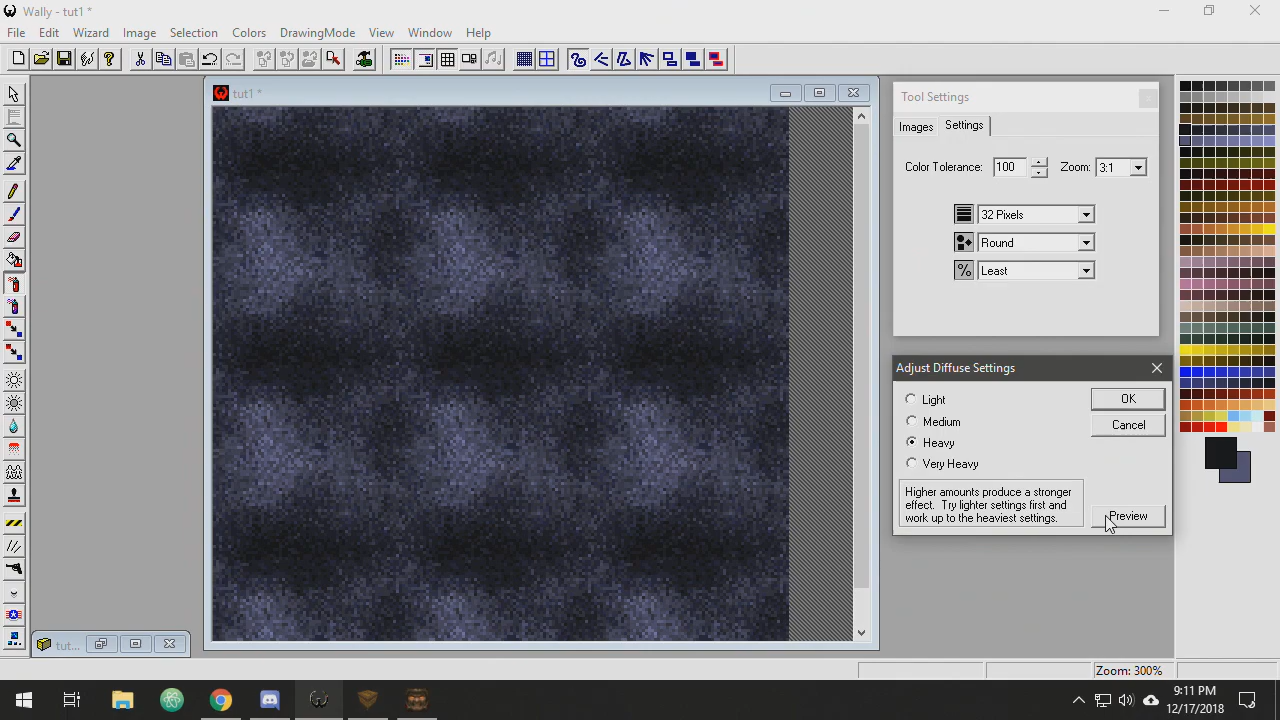 Wally - tut1 *
File Edit Wizard Image Selection Colors DrawingMode View Window Help
tut1 *
Tool Settings
Images Settings
Color Tolerance: 100 Zoom: 3:1
32 Pixels
Round
% Least
Adjust Diffuse Settings
Light OK
Medium Cancel
Heavy
Very Heavy
Higher amounts produce a stronger
effect. Try lighter settings first and
work up to the heaviest settings.
Preview
tut...
Zoom: 300%
9:11 PM
12/17/2018